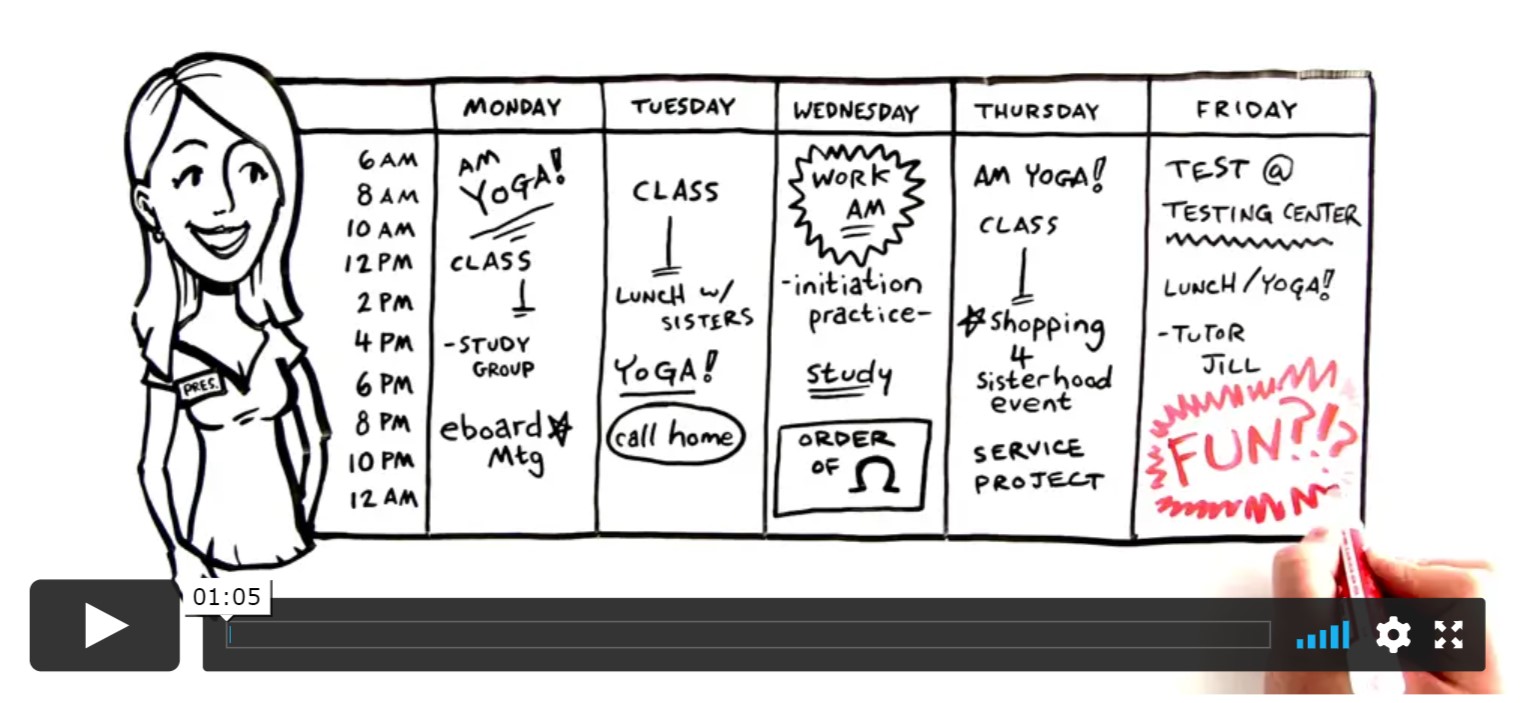 MONDAY
TUESDAY
WEDNESDAY
THURSDAY
FRIDAY
6 AM
8 AM
10 AM
12 PM
2 PM
4 PM
6 PM
8 PM
10 PM
12 AM
AM
YOGA!
CLASS
-STUDY
GROUP
eboard
Mtg
CLASS
LUNCH w/
SISTERS
YOGA!
call home
WORK
AM
-initiation
practice-
study
ORDER
OF Ω
AM YOGA!
CLASS
Shopping
4
sisterhood
event
SERVICE
PROJECT
TEST @
TESTING CENTER
LUNCH/YOGA!
-TUTOR
JILL
FUN?!?
PRES.
01:05